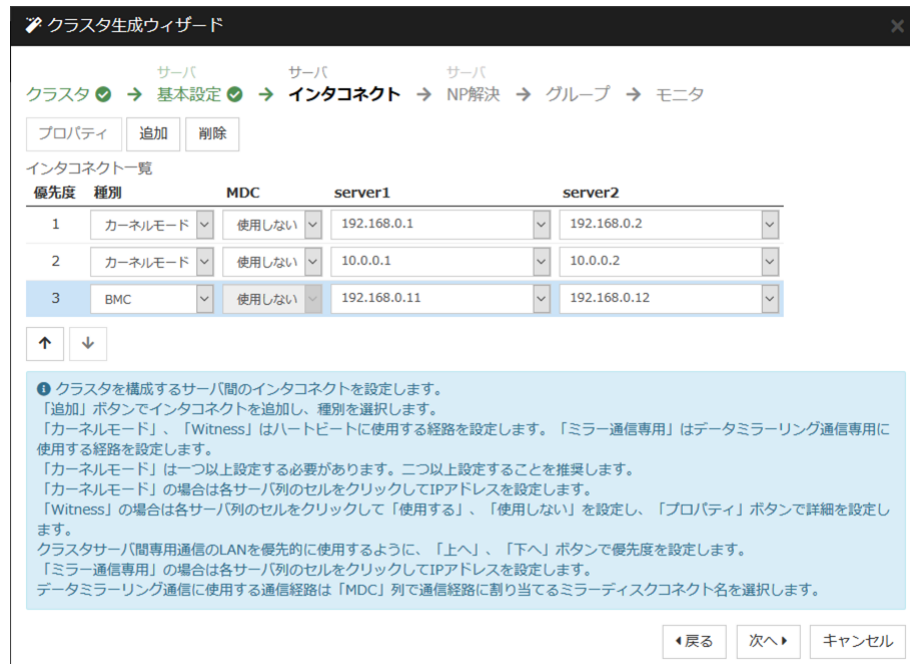 クラスタ生成ウィザード
サーバ サーバ サーバ
クラスタ → 基本設定 → インタコネクト → NP解決 → グループ → モニタ
プロパティ 追加 削除
インタコネクト一覧
優先度 種別 MDC server1 server2
1 カーネルモード 使用しない 192.168.0.1 192.168.0.2
2 カーネルモード 使用しない 10.0.0.1 10.0.0.2
3 BMC 使用しない 192.168.0.11 192.168.0.12
クラスタを構成するサーバ間のインタコネクトを設定します。
「追加」ボタンでインタコネクトを追加し、種別を選択します。
「カーネルモード」、「Witness」はハートビートに使用する経路を設定します。「ミラー通信専用」はデータミラーリング通信専用に
使用する経路を設定します。
「カーネルモード」は一つ以上設定する必要があります。二つ以上設定することを推奨します。
「カーネルモード」の場合は各サーバ列のセルをクリックしてIPアドレスを設定します。
「Witness」の場合は各サーバ列のセルをクリックして「使用する」、「使用しない」を設定し、「プロパティ」ボタンで詳細を設定し
ます。
クラスタサーバ間専用通信のLANを優先的に使用するように、「上へ」、「下へ」ボタンで優先度を設定します。
「ミラー通信専用」の場合は各サーバ列のセルをクリックしてIPアドレスを設定します。
データミラーリング通信に使用する通信経路は「MDC」列で通信経路に割り当てるミラーディスクコネクト名を選択します。
戻る 次へ キャンセル